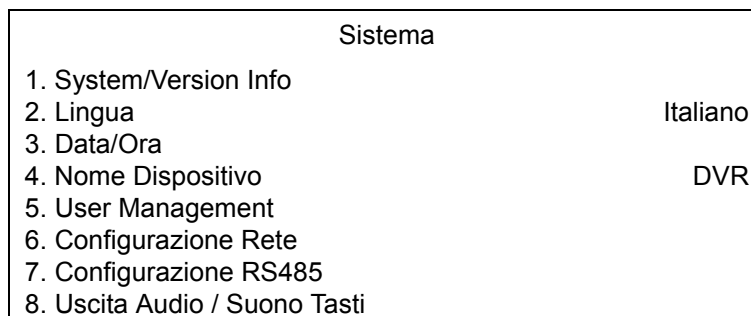 Sistema
1. System/Version Info
2. Lingua Italiano
3. Data/Ora
4. Nome Dispositivo DVR
5. User Management
6. Configurazione Rete
7. Configurazione RS485
8. Uscita Audio / Suono Tasti